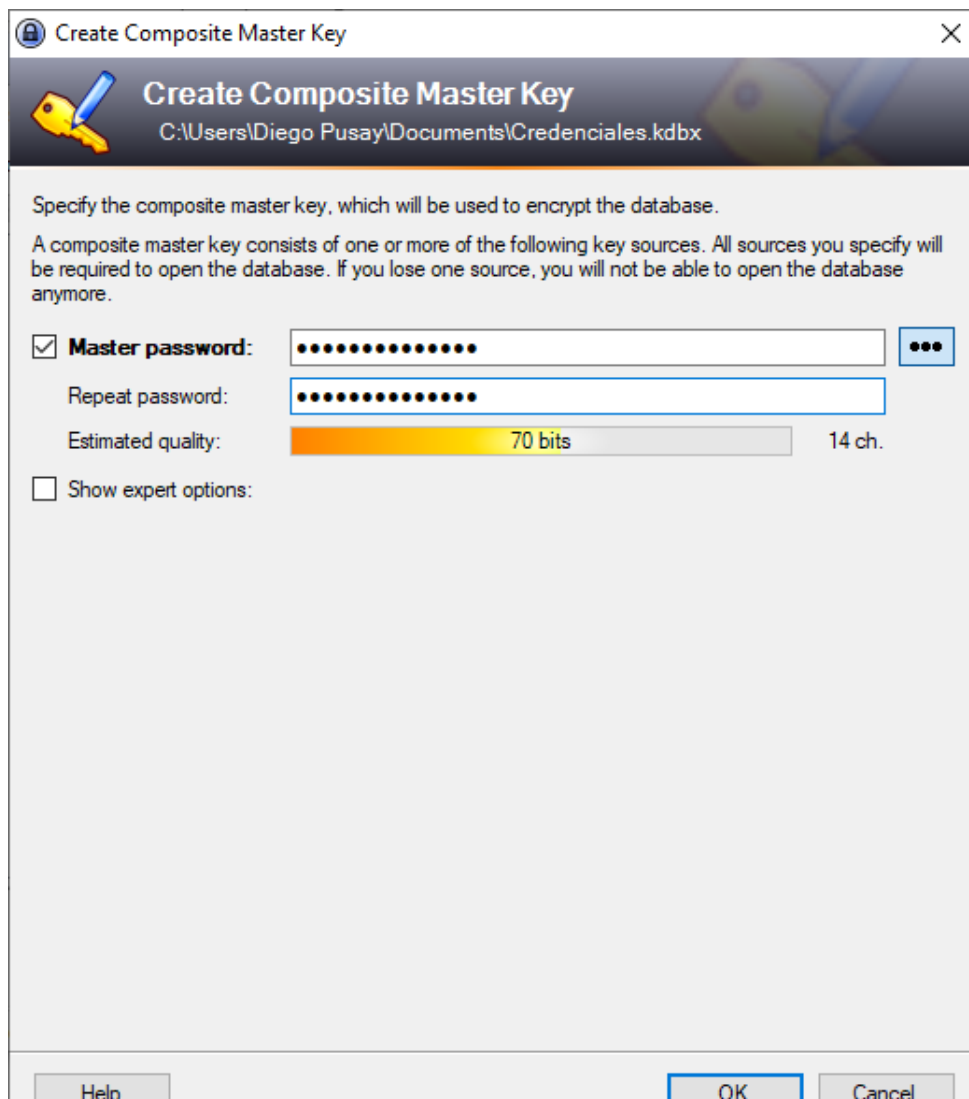 Create Composite Master Key
Create Composite Master Key
C:\Users\Diego Pusay\Documents\Credenciales.kdbx
Specify the composite master key, which will be used to encrypt the database.
A composite master key consists of one or more of the following key sources. All sources you specify will
be required to open the database. If you lose one source, you will not be able to open the database
anymore.
Master password: ●●●●●●●●●●●●●● ●●●
Repeat password: ●●●●●●●●●●●●●●
Estimated quality: 70 bits 14 ch.
Show expert options:
Help OK Cancel